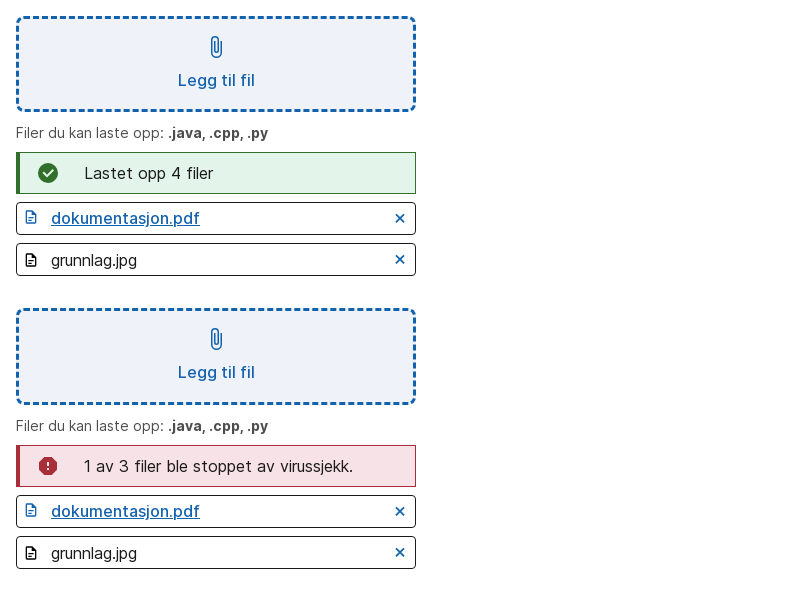 Legg til fil
Filer du kan laste opp: .java, .cpp, .py
Lastet opp 4 filer
dokumentasjon.pdf
grunnlag.jpg
Legg til fil
Filer du kan laste opp: .java, .cpp, .py
1 av 3 filer ble stoppet av virussjekk.
dokumentasjon.pdf
grunnlag.jpg